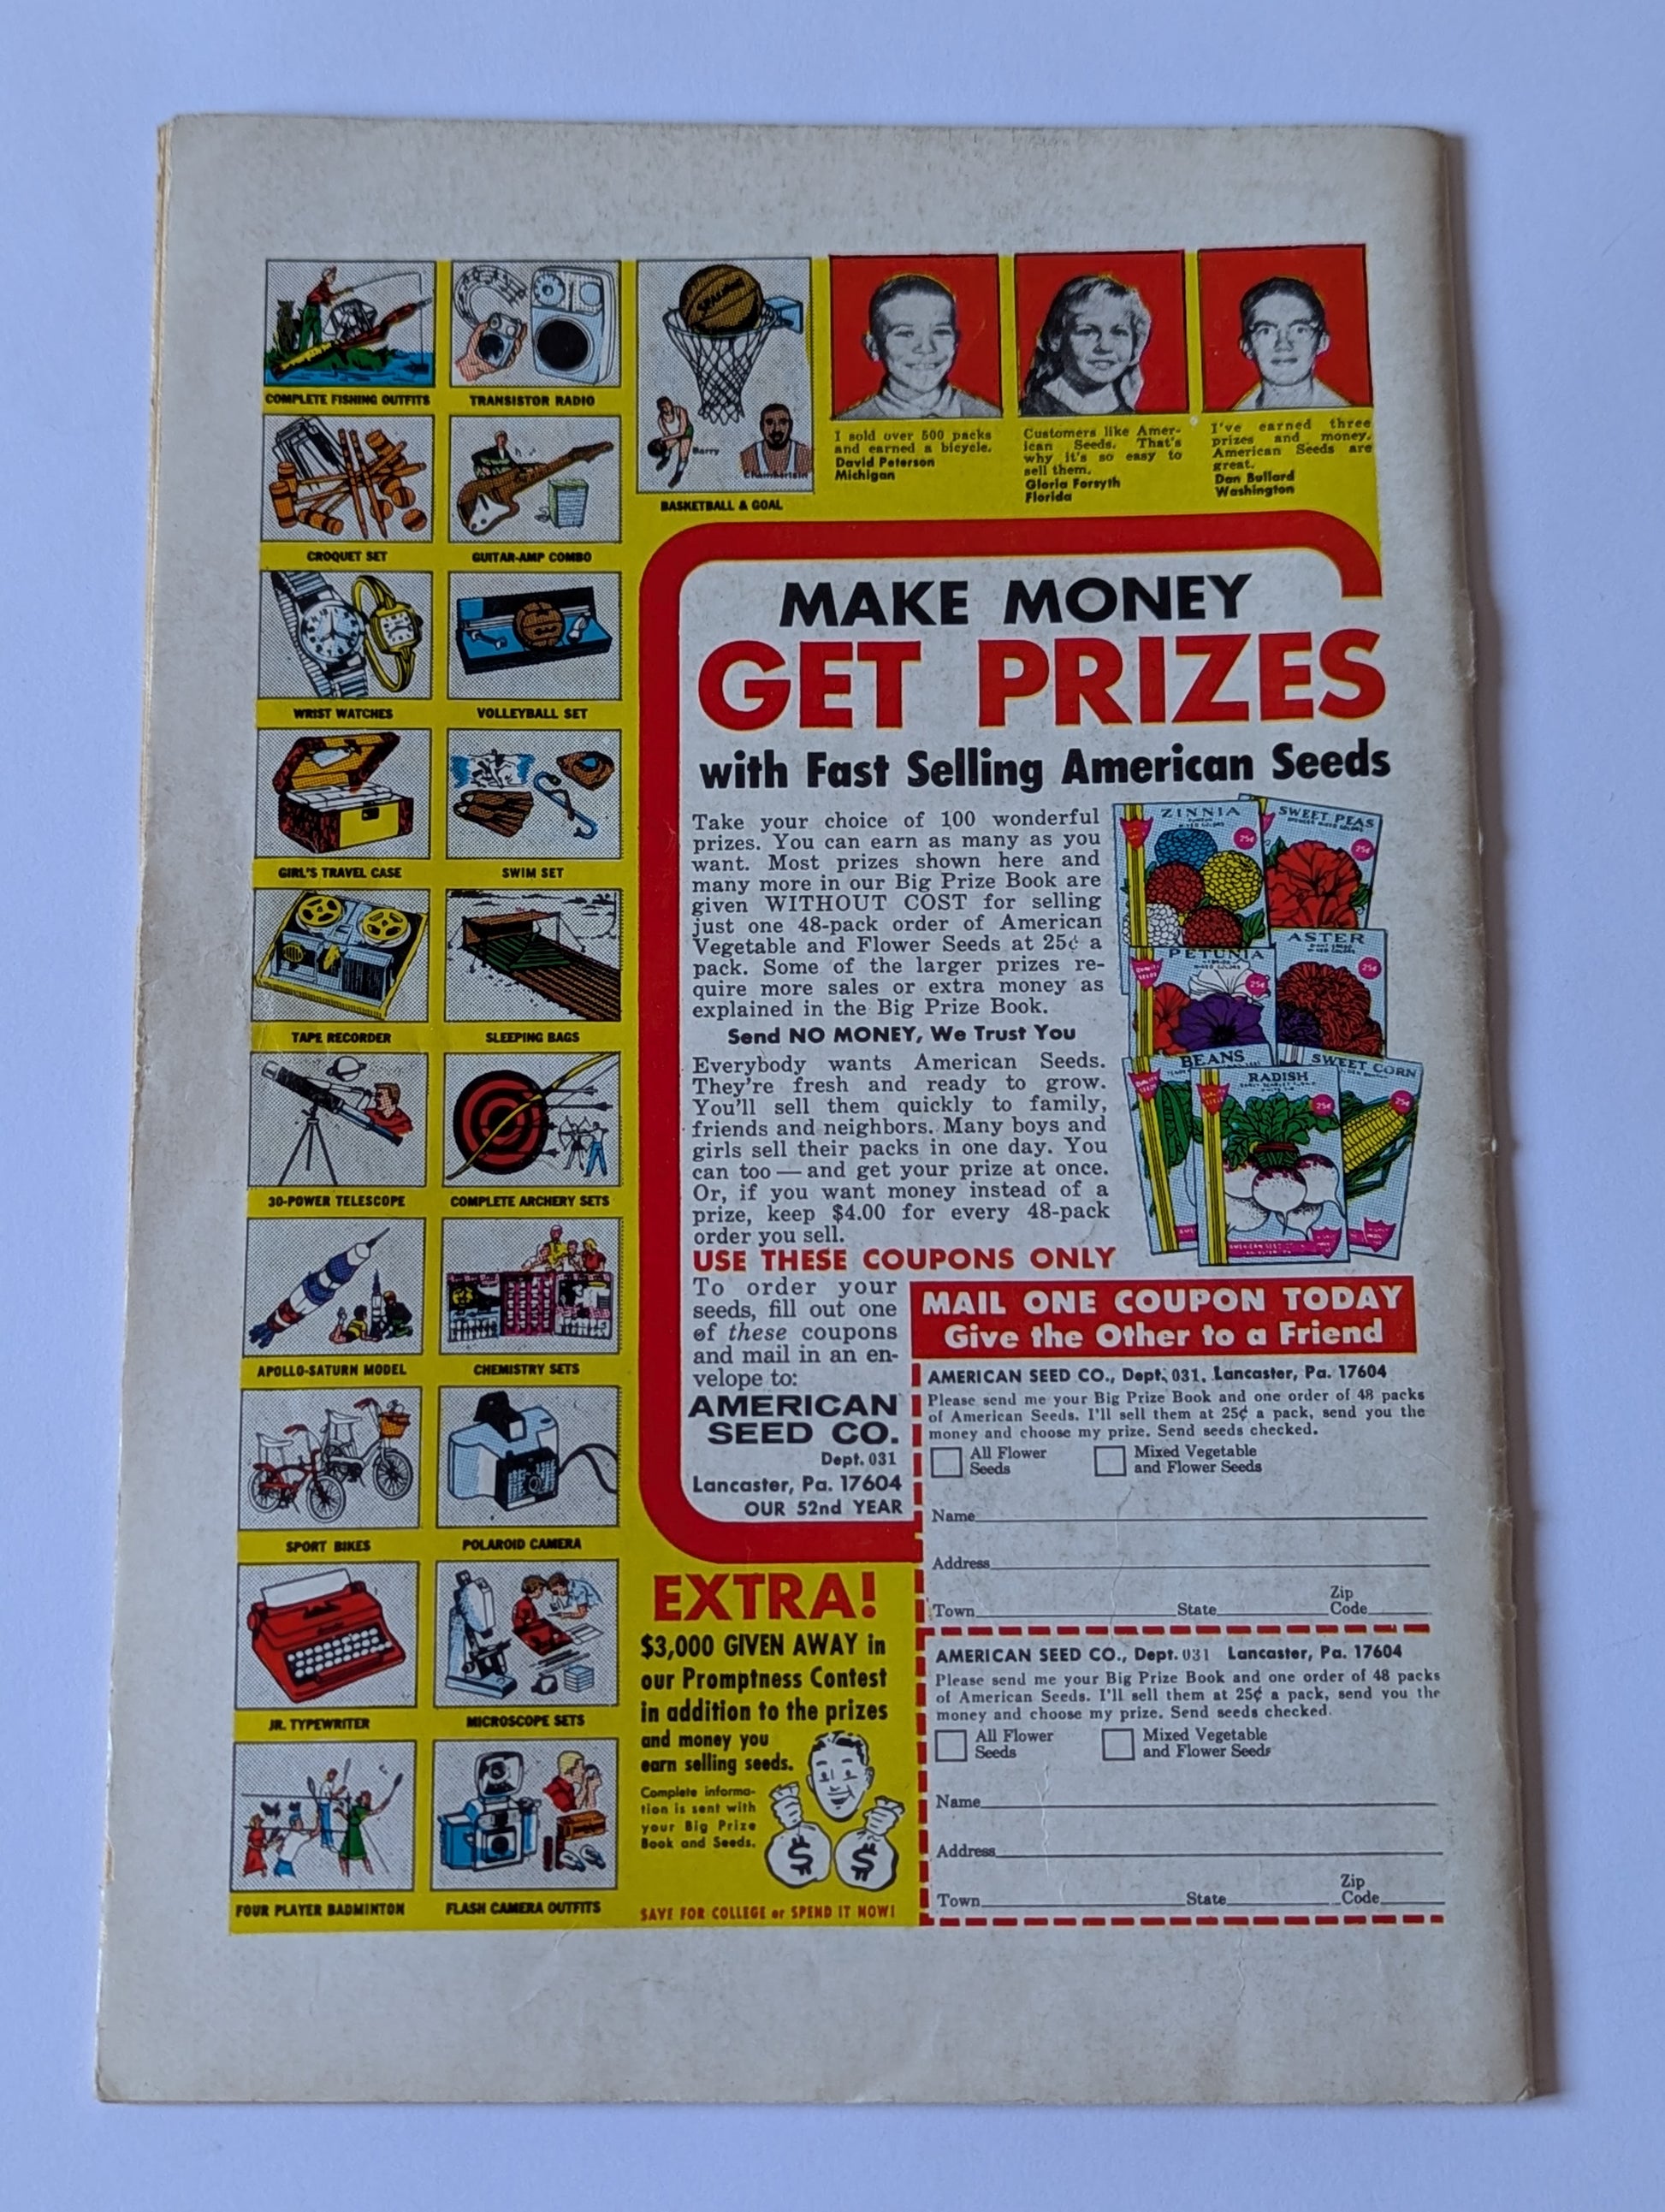 COMPLETE FISHING OUTFITS
TRANSISTOR RADIO
CROQUET SET
GUITAR-AMP COMBO
WRIST WATCHES
VOLLEYBALL SET
GIRL'S TRAVEL CASE
SWIM SET
TAPE RECORDER
SLEEPING BAGS
30-POWER TELESCOPE
COMPLETE ARCHERY SETS
APOLLO-SATURN MODEL
CHEMISTRY SETS
SPORT BIKES
POLAROID CAMERA
JR. TYPEWRITER
MICROSCOPE SETS
FOUR PLAYER BADMINTON
FLASH CAMERA OUTFITS
SPALDING
Barry
Chamberlain
BASKETBALL & GOAL
I sold over 500 packs
and earned a bicycle.
David Peterson
Michigan
Customers like Amer-
ican Seeds. That's
why it's so easy to
sell them.
Gloria Forsyth
Florida
I've earned three
prizes and money.
American Seeds are
great.
Dan Bullard
Washington
MAKE MONEY
GET PRIZES
with Fast Selling American Seeds
Take your choice of 100 wonderful
prizes. You can earn as many as you
want. Most prizes shown here and
many more in our Big Prize Book are
given WITHOUT COST for selling
just one 48-pack order of American
Vegetable and Flower Seeds at 25¢ a
pack. Some of the larger prizes re-
quire more sales or extra money as
explained in the Big Prize Book.
Send NO MONEY, We Trust You
Everybody wants American Seeds.
They're fresh and ready to grow.
You'll sell them quickly to family,
friends and neighbors. Many boys and
girls sell their packs in one day. You
can too — and get your prize at once.
Or, if you want money instead of a
prize, keep $4.00 for every 48-pack
order you sell.
USE THESE COUPONS ONLY
To order your
seeds, fill out one
of these coupons
and mail in an en-
velope to:
AMERICAN
SEED CO.
Dept. 031
Lancaster, Pa. 17604
OUR 52nd YEAR
ZINNIA
25¢
SWEET PEAS
25¢
PETUNIA
25¢
ASTER
25¢
BEANS
RADISH
25¢
SWEET CORN
25¢
MAIL ONE COUPON TODAY
Give the Other to a Friend
AMERICAN SEED CO., Dept. 031, Lancaster, Pa. 17604
Please send me your Big Prize Book and one order of 48 packs
of American Seeds. I'll sell them at 25¢ a pack, send you the
money and choose my prize. Send seeds checked.
All Flower
Seeds
Mixed Vegetable
and Flower Seeds
Name
Address
Town State Zip Code
AMERICAN SEED CO., Dept. 031 Lancaster, Pa. 17604
Please send me your Big Prize Book and one order of 48 packs
of American Seeds. I'll sell them at 25¢ a pack, send you the
money and choose my prize. Send seeds checked.
All Flower
Seeds
Mixed Vegetable
and Flower Seeds
Name
Address
Town State Zip Code
EXTRA!
$3,000 GIVEN AWAY in
our Promptness Contest
in addition to the prizes
and money you
earn selling seeds.
Complete informa-
tion is sent with
your Big Prize
Book and Seeds.
$ $
SAVE FOR COLLEGE or SPEND IT NOW!